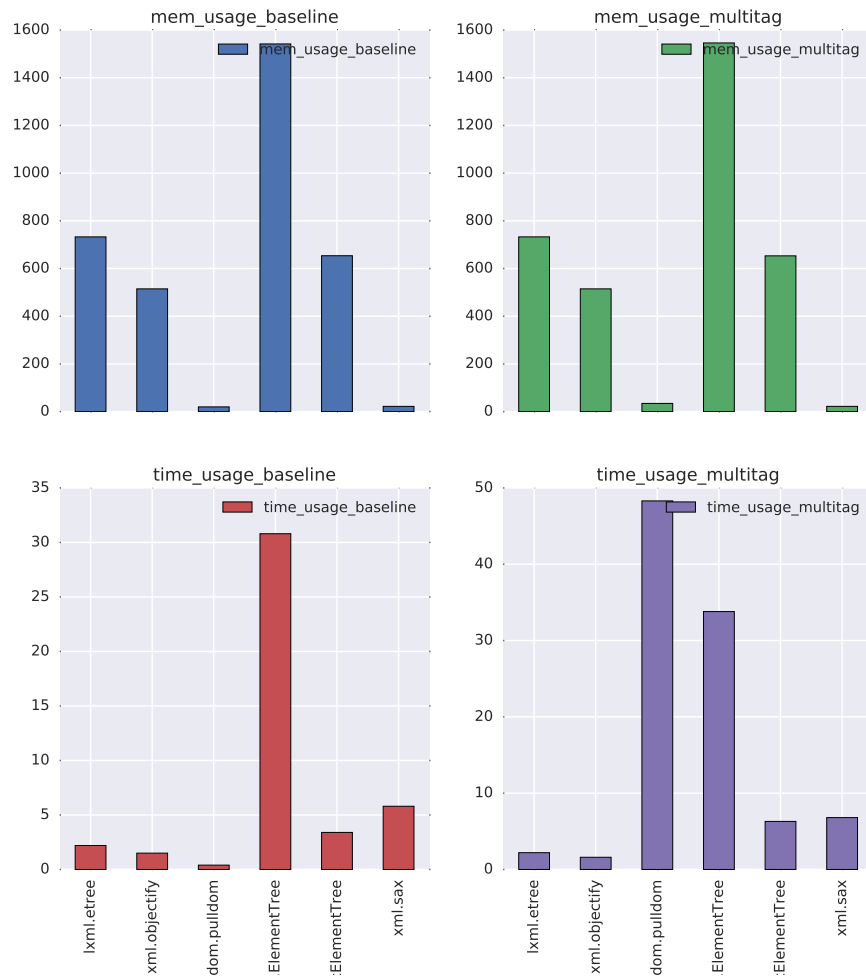 mem_usage_baseline
mem_usage_baseline
1600
1400
1200
1000
800
600
400
200
0
mem_usage_multitag
mem_usage_multitag
1600
1400
1200
1000
800
600
400
200
0
time_usage_baseline
time_usage_baseline
35
30
25
20
15
10
5
0
lxml.etree
xml.objectify
dom.pulldom
ElementTree
:ElementTree
xml.sax
time_usage_multitag
time_usage_multitag
50
40
30
20
10
0
lxml.etree
xml.objectify
dom.pulldom
ElementTree
:ElementTree
xml.sax